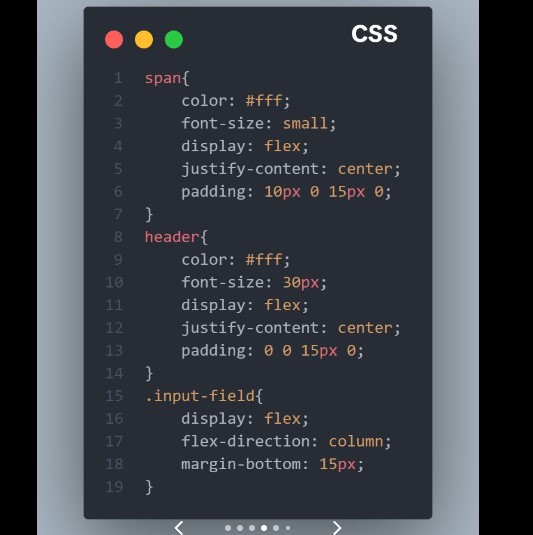 CSS
1 span{
2     color: #fff;
3     font-size: small;
4     display: flex;
5     justify-content: center;
6     padding: 10px 0 15px 0;
7 }
8 header{
9     color: #fff;
10     font-size: 30px;
11     display: flex;
12     justify-content: center;
13     padding: 0 0 15px 0;
14 }
15 .input-field{
16     display: flex;
17     flex-direction: column;
18     margin-bottom: 15px;
19 }